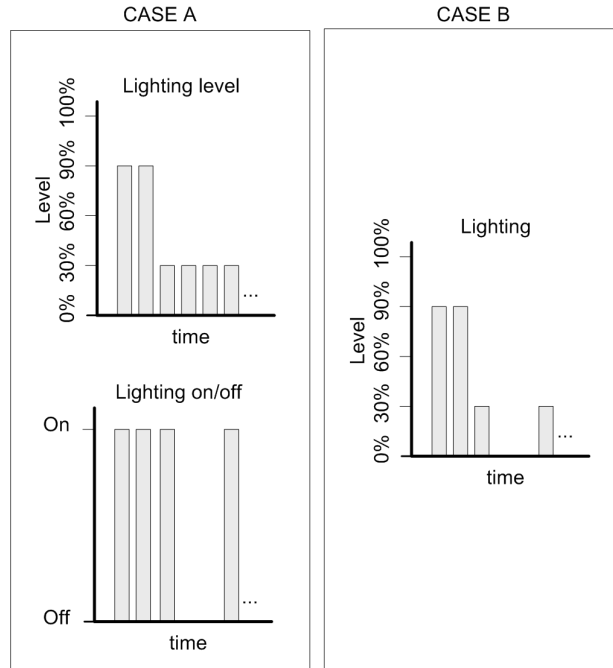 CASE A
CASE B
Lighting level
Level
100%
90%
60%
30%
0%
...
time
Lighting on/off
On
Off
...
time
Lighting
Level
100%
90%
60%
30%
0%
...
time